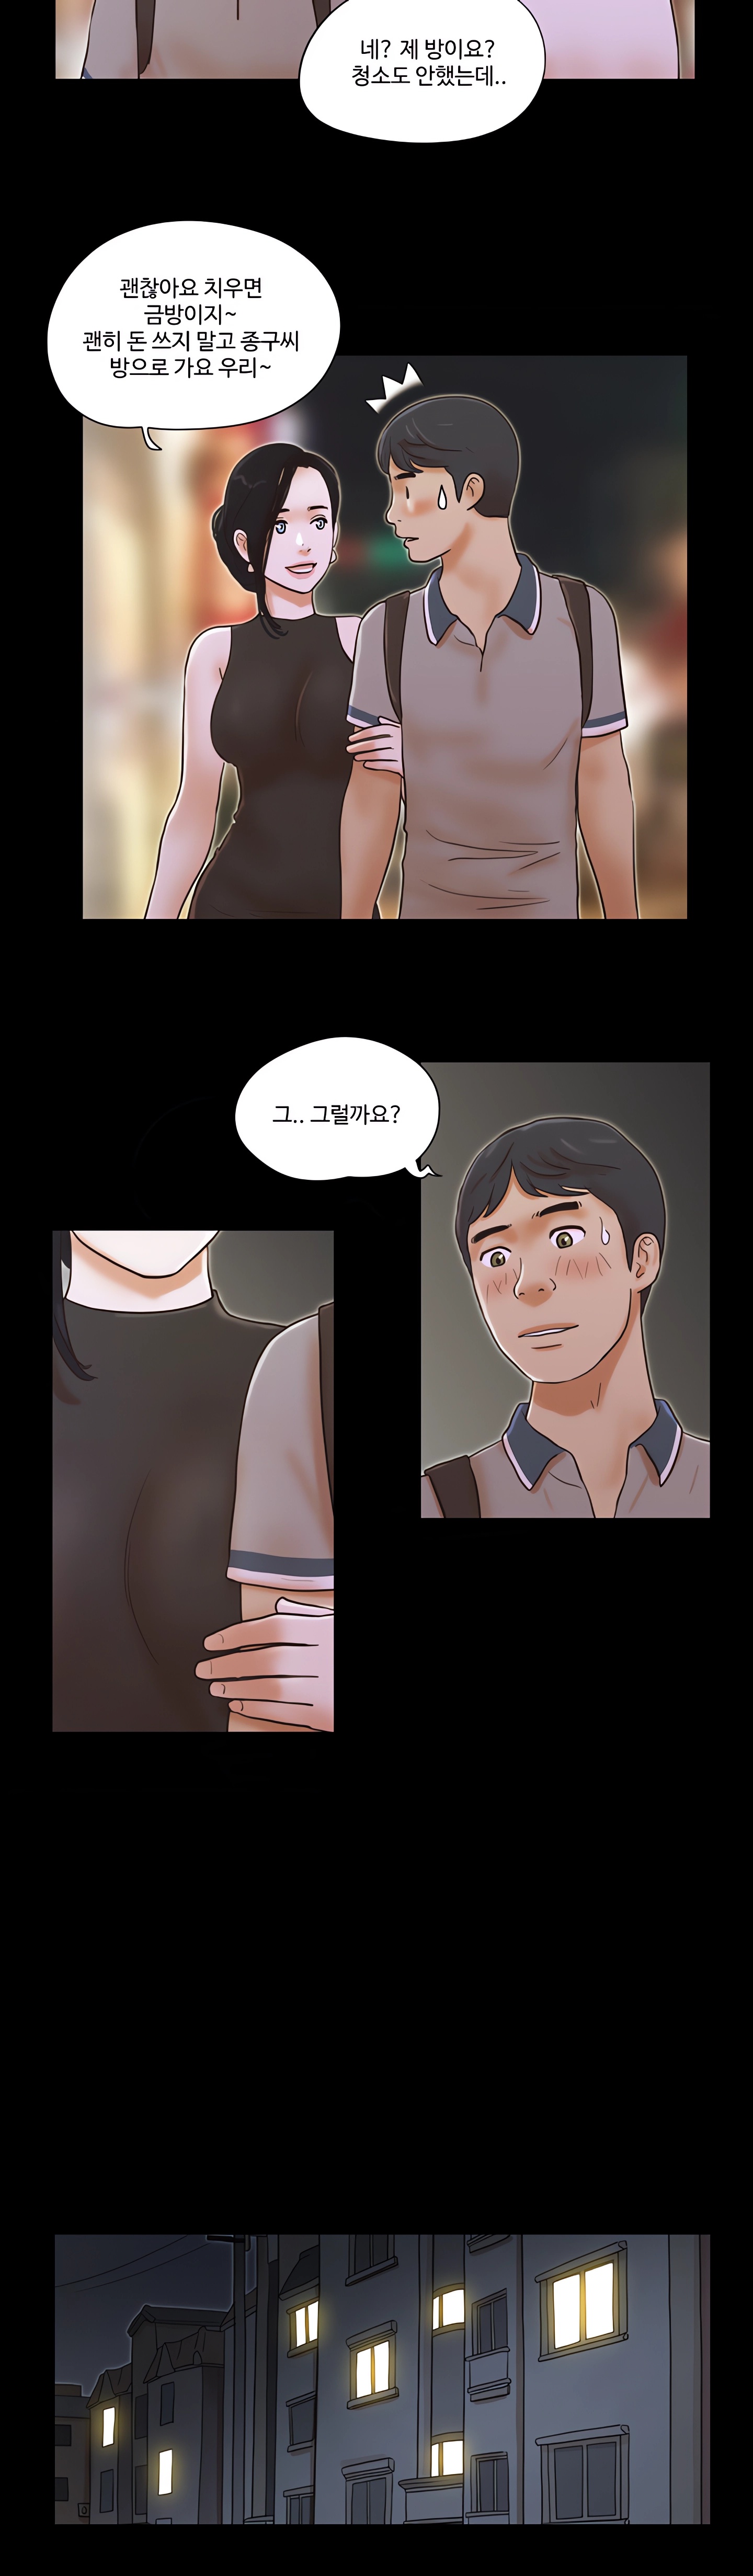 네? 제 방이요?
청소도 안했는데..
괜찮아요 치우면
금방이지~
괜히 돈 쓰지 말고 종구씨
방으로 가요 우리~
그.. 그럴까요?